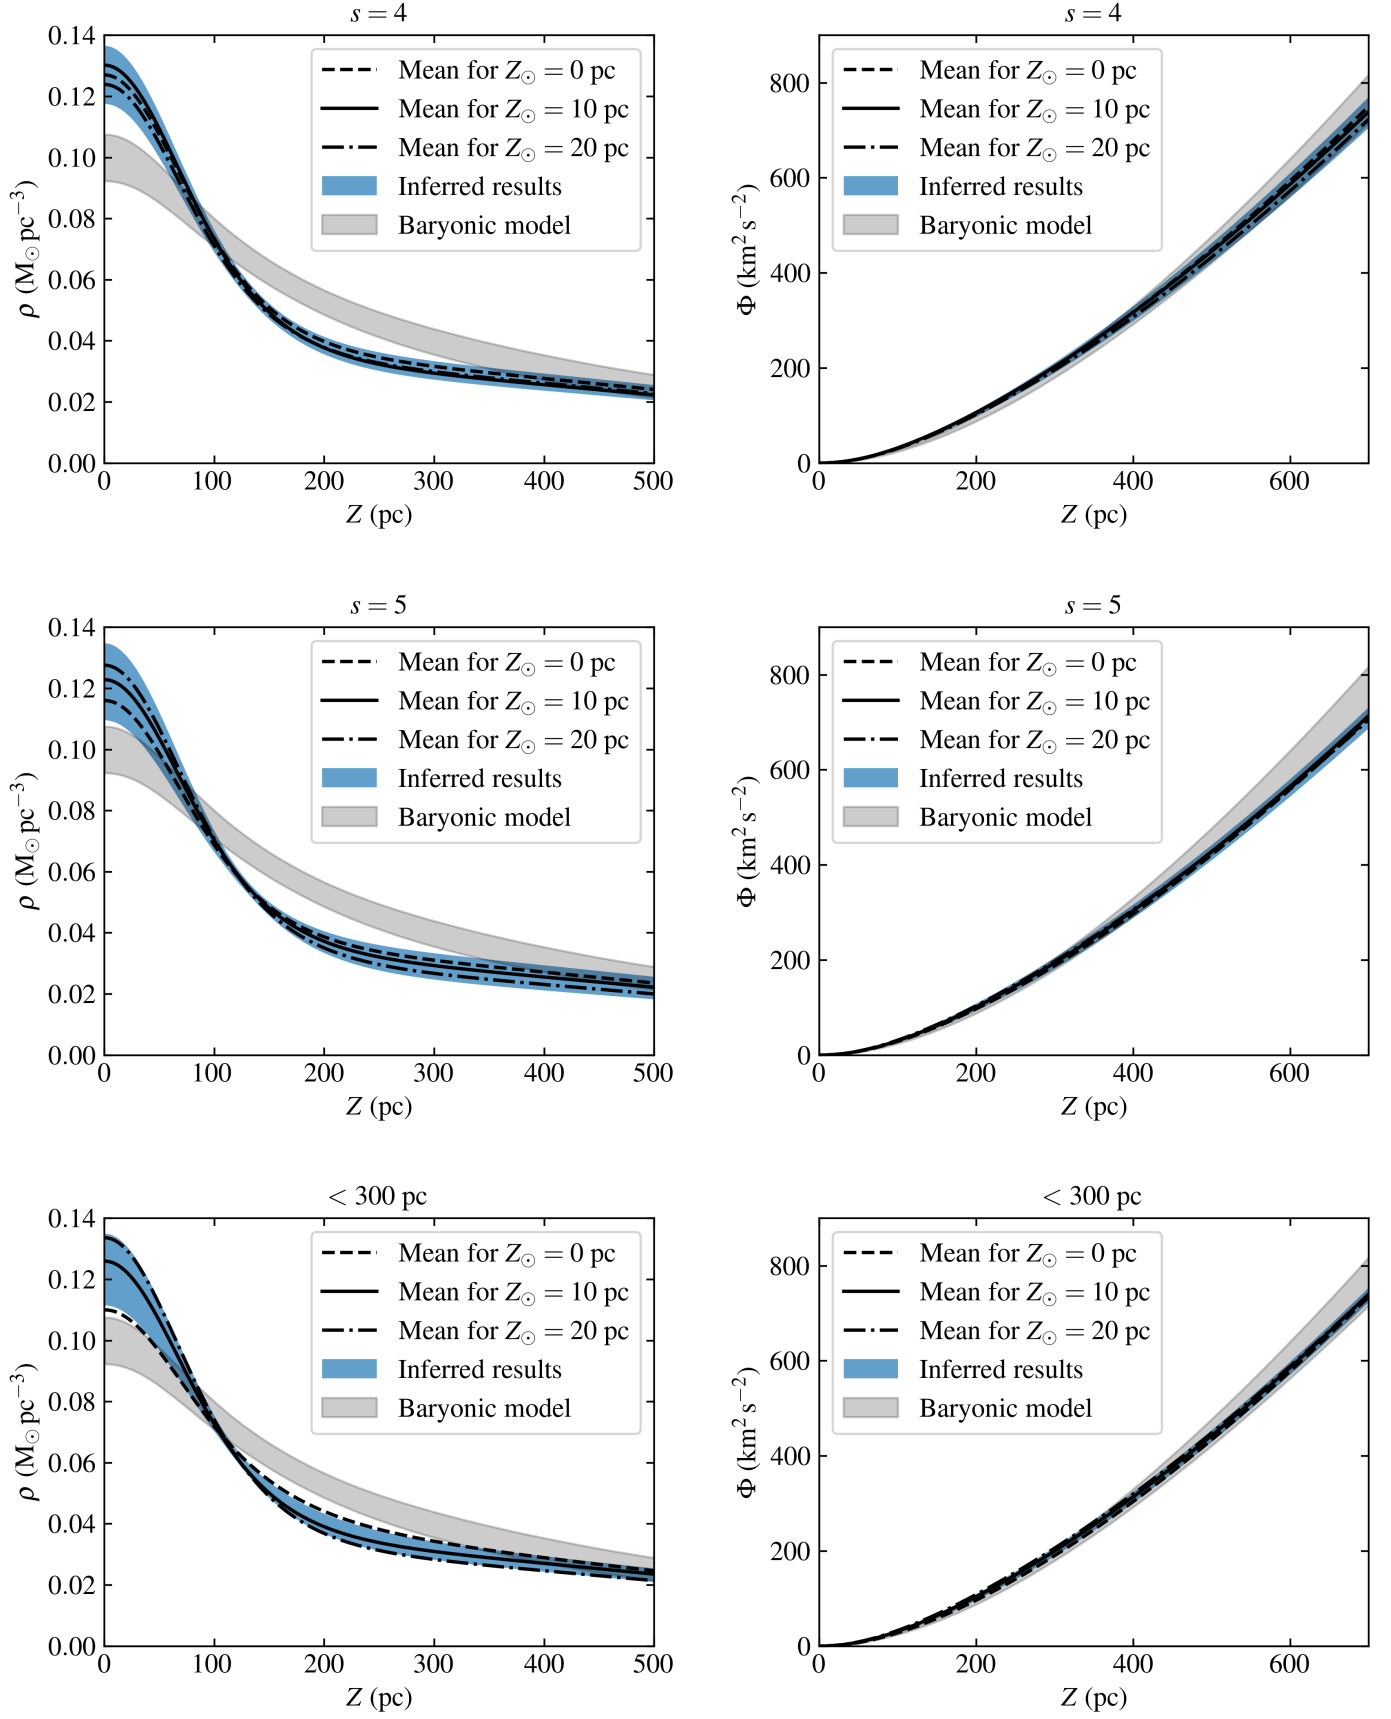 s = 4
0.14
0.12
0.10
0.08
0.06
0.04
0.02
0.00
ρ (M⊙ pc⁻³)
Mean for Z⊙ = 0 pc
Mean for Z⊙ = 10 pc
Mean for Z⊙ = 20 pc
Inferred results
Baryonic model
0 100 200 300 400 500
Z (pc)
s = 4
800
600
400
200
0
Φ (km² s⁻²)
Mean for Z⊙ = 0 pc
Mean for Z⊙ = 10 pc
Mean for Z⊙ = 20 pc
Inferred results
Baryonic model
0 200 400 600
Z (pc)
s = 5
0.14
0.12
0.10
0.08
0.06
0.04
0.02
0.00
ρ (M⊙ pc⁻³)
Mean for Z⊙ = 0 pc
Mean for Z⊙ = 10 pc
Mean for Z⊙ = 20 pc
Inferred results
Baryonic model
0 100 200 300 400 500
Z (pc)
s = 5
800
600
400
200
0
Φ (km² s⁻²)
Mean for Z⊙ = 0 pc
Mean for Z⊙ = 10 pc
Mean for Z⊙ = 20 pc
Inferred results
Baryonic model
0 200 400 600
Z (pc)
< 300 pc
0.14
0.12
0.10
0.08
0.06
0.04
0.02
0.00
ρ (M⊙ pc⁻³)
Mean for Z⊙ = 0 pc
Mean for Z⊙ = 10 pc
Mean for Z⊙ = 20 pc
Inferred results
Baryonic model
0 100 200 300 400 500
Z (pc)
< 300 pc
800
600
400
200
0
Φ (km² s⁻²)
Mean for Z⊙ = 0 pc
Mean for Z⊙ = 10 pc
Mean for Z⊙ = 20 pc
Inferred results
Baryonic model
0 200 400 600
Z (pc)